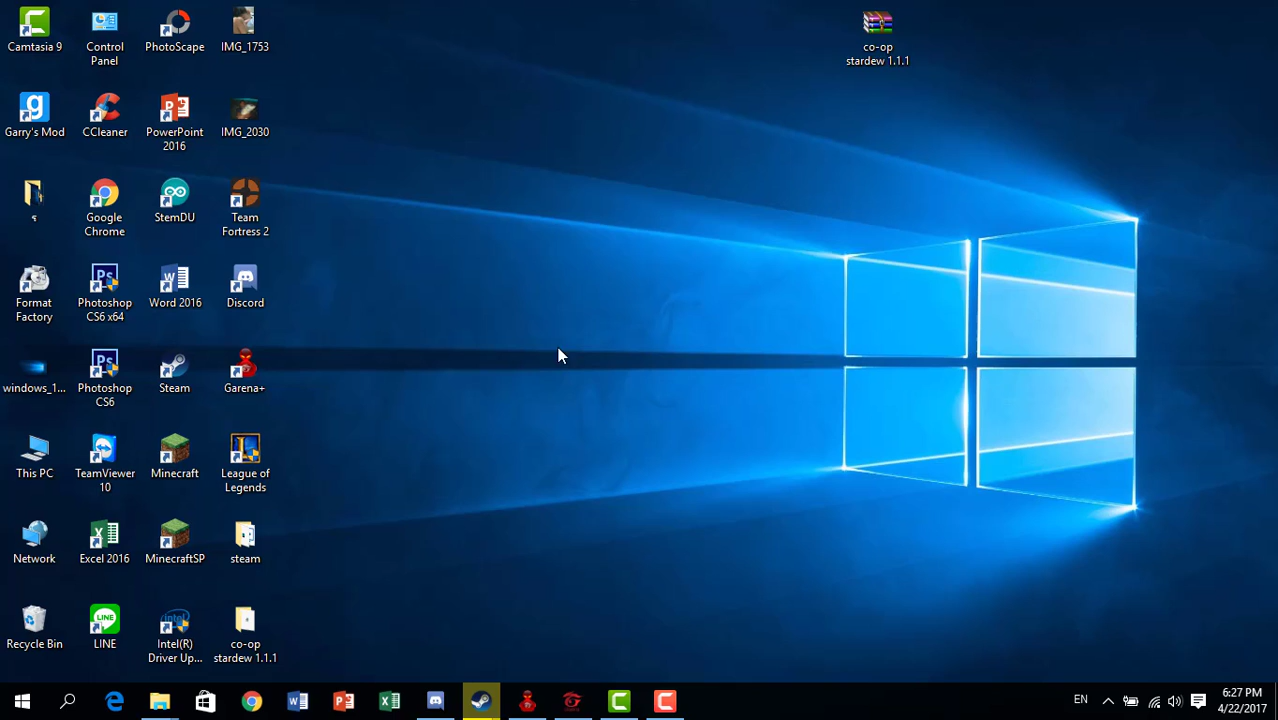 Camtasia 9
Control
Panel
PhotoScape
IMG_1753
co-op
stardew 1.1.1
Garry's Mod
CCleaner
PowerPoint
2016
IMG_2030
Google
Chrome
StemDU
Team
Fortress 2
Format
Factory
Photoshop
CS6 x64
Word 2016
Discord
windows_1...
Photoshop
CS6
Steam
Garena+
This PC
TeamViewer
10
Minecraft
League of
Legends
Network
Excel 2016
MinecraftSP
steam
Recycle Bin
LINE
Intel(R)
Driver Up...
co-op
stardew 1.1.1
EN
6:27 PM
4/22/2017